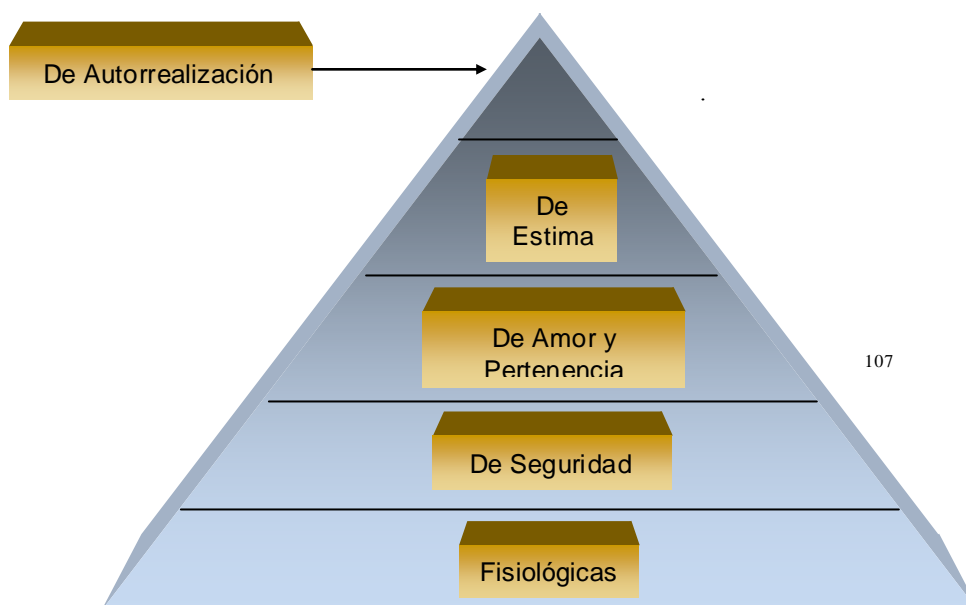 De Autorrealización
.
De
Estima
De Amor y
Pertenencia
107
De Seguridad
Fisiológicas